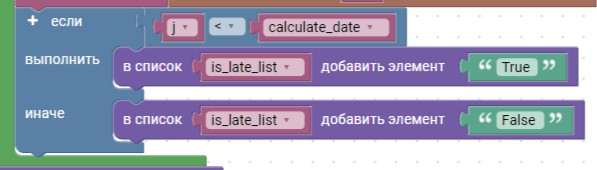 + если j < calculate_date
выполнить в список is_late_list добавить элемент “ True ”
иначе в список is_late_list добавить элемент “ False ”